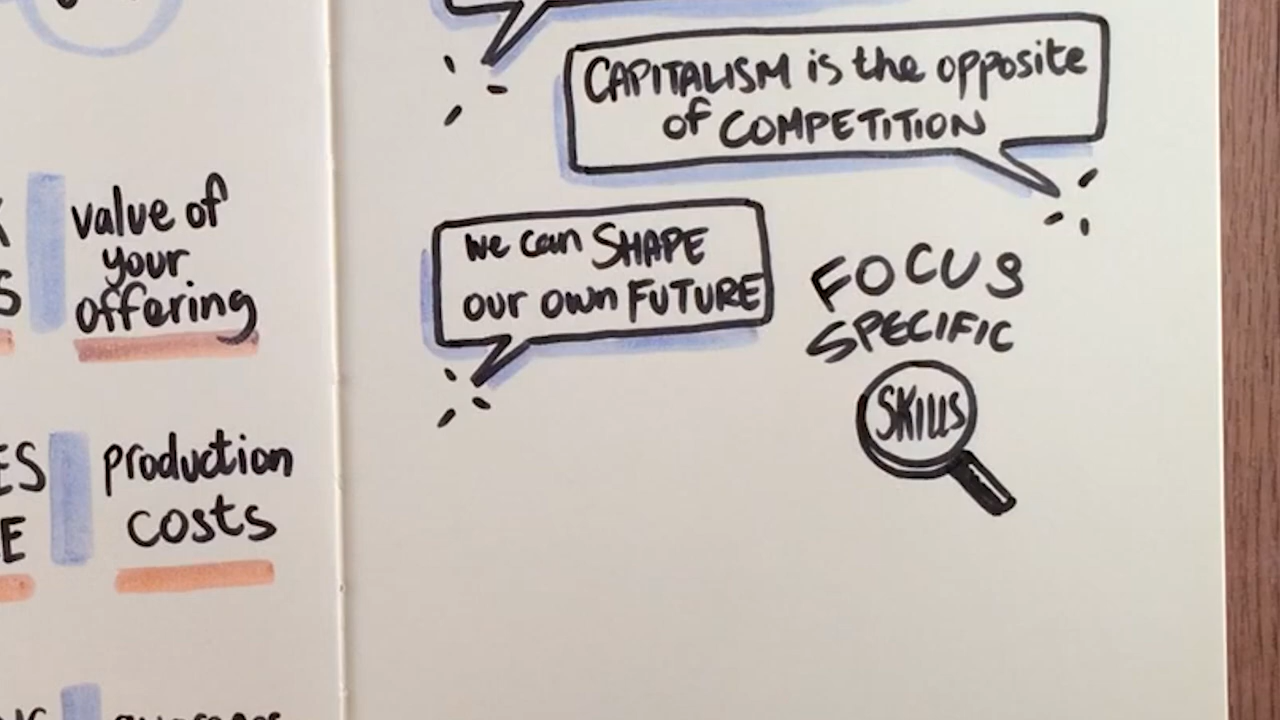 value of
your
offering
production
costs
CAPITALISM is the opposite
of COMPETITION
We can SHAPE
our own FUTURE
FOCUS
SPECIFIC
SKIllS